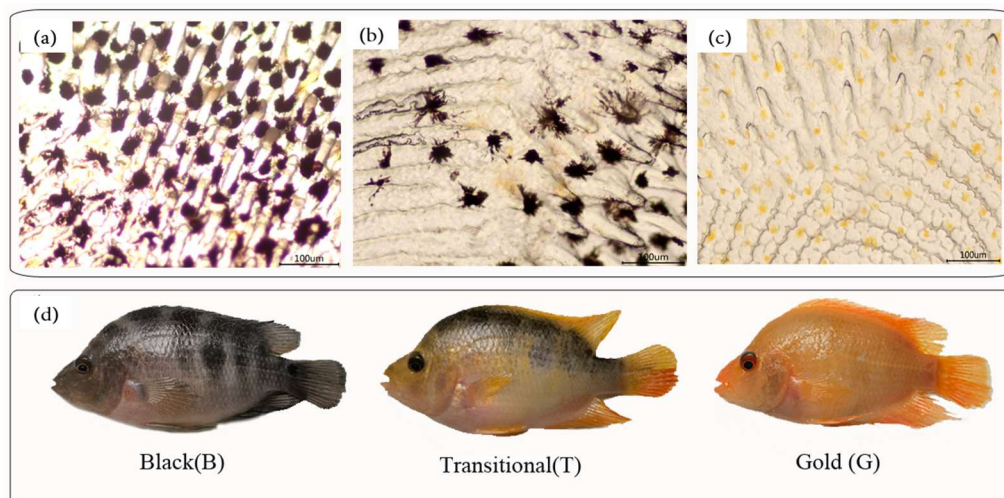 (a)
(b)
(c)
100um
100um
100um
(d)
Black(B)
Transitional(T)
Gold (G)